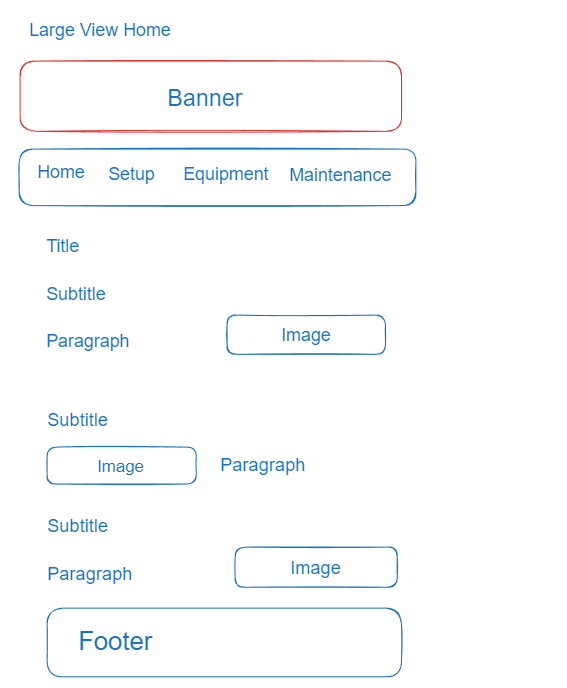 Large View Home
Banner
Home Setup Equipment Maintenance
Title
Subtitle
Paragraph Image
Subtitle
Image Paragraph
Subtitle
Paragraph Image
Footer